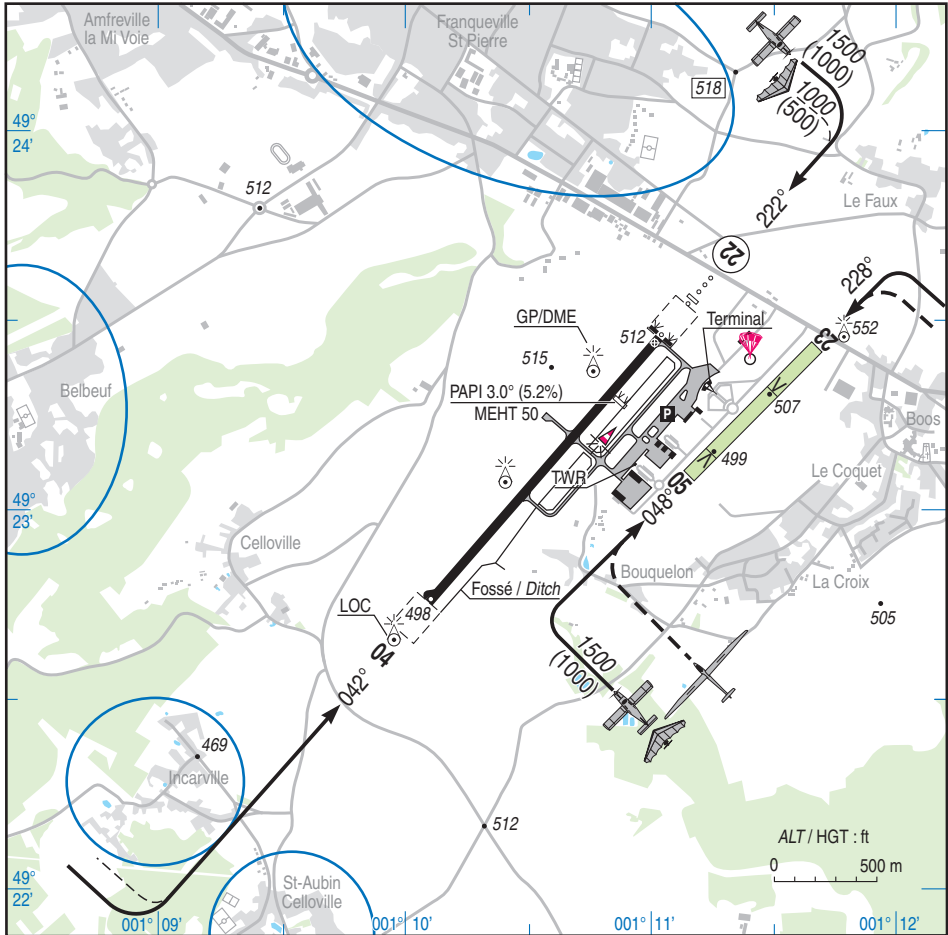 Amfreville
la Mi Voie
Franqueville
St Pierre
1500
(1000)
1000
(500)
518
49°
24'
512
222°
Le Faux
22
228°
GP/DME
512
Terminal
552
23
515
Belbeuf
PAPI 3.0° (5.2%)
MEHT 50
P
507
Boos
499
Le Coquet
TWR
05
49°
23'
048°
Celloville
Bouquelon
La Croix
Fossé / Ditch
LOC
498
505
04
1500
(1000)
042°
469
Incarville
512
ALT / HGT : ft
0 500 m
49°
22'
St-Aubin
Celloville
001° 09' 001° 10' 001° 11' 001° 12'